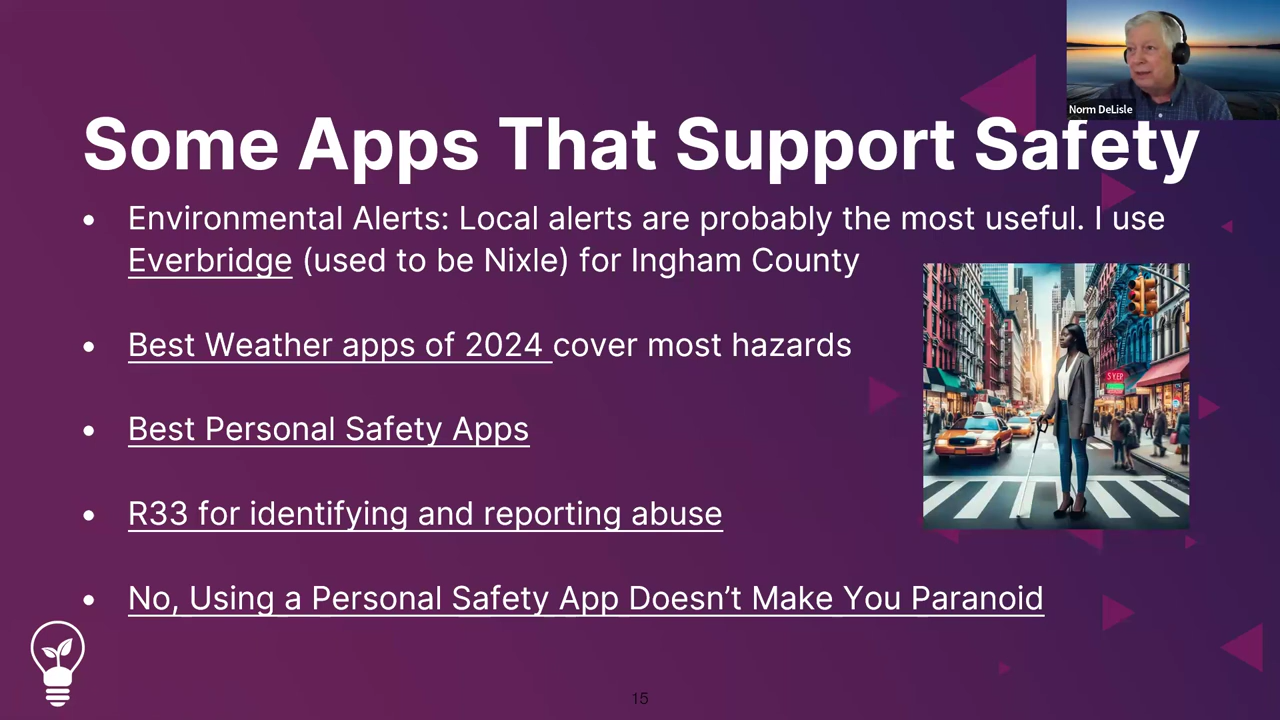 Norm DeLisle
Some Apps That Support Safety
• Environmental Alerts: Local alerts are probably the most useful. I use
Everbridge (used to be Nixle) for Ingham County
• Best Weather apps of 2024 cover most hazards
• Best Personal Safety Apps
• R33 for identifying and reporting abuse
• No, Using a Personal Safety App Doesn’t Make You Paranoid
SYEP
15